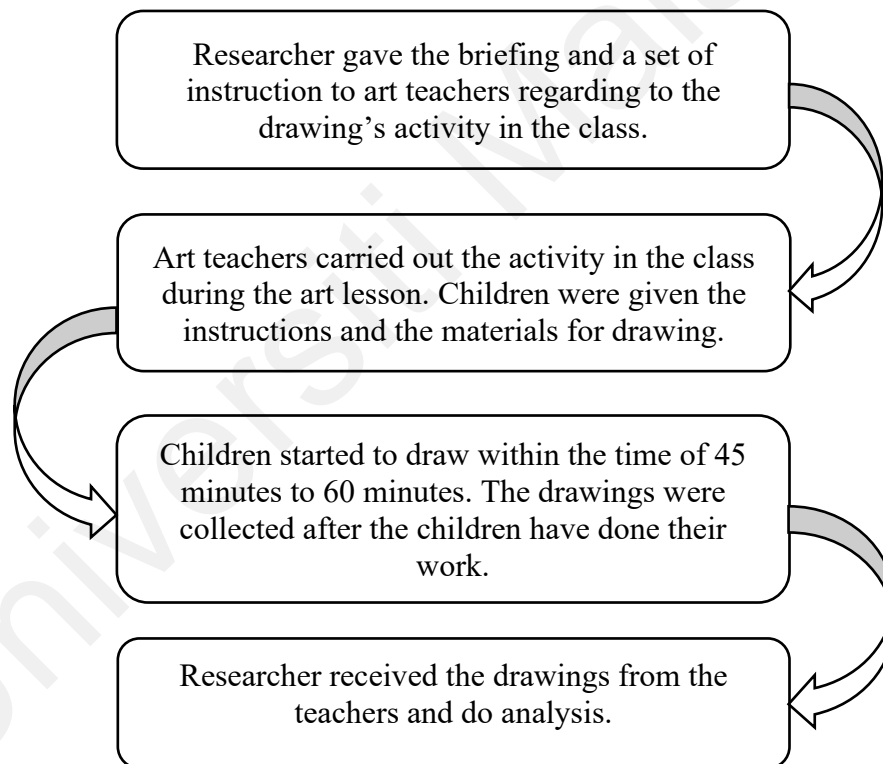 Researcher gave the briefing and a set of
instruction to art teachers regarding to the
drawing’s activity in the class.
Art teachers carried out the activity in the class
during the art lesson. Children were given the
instructions and the materials for drawing.
Children started to draw within the time of 45
minutes to 60 minutes. The drawings were
collected after the children have done their
work.
Researcher received the drawings from the
teachers and do analysis.